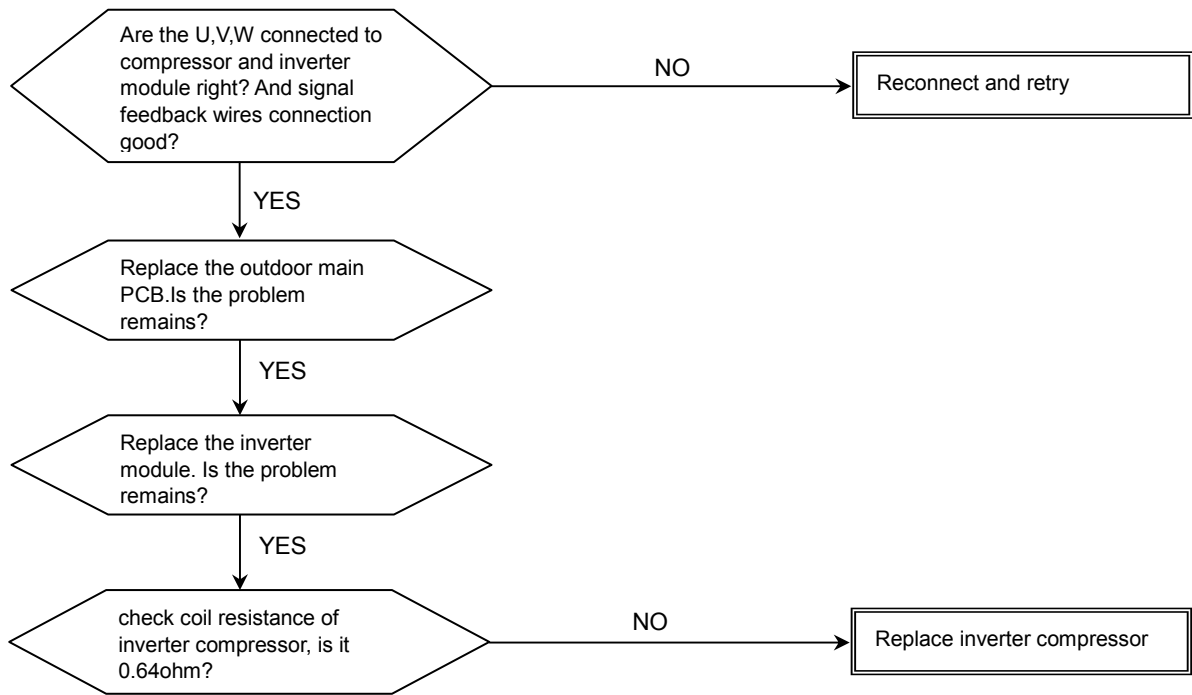 Are the U,V,W connected to
compressor and inverter
module right? And signal
feedback wires connection
good?
NO
Reconnect and retry
YES
Replace the outdoor main
PCB.Is the problem
remains?
YES
Replace the inverter
module. Is the problem
remains?
YES
check coil resistance of
inverter compressor, is it
0.64ohm?
NO
Replace inverter compressor